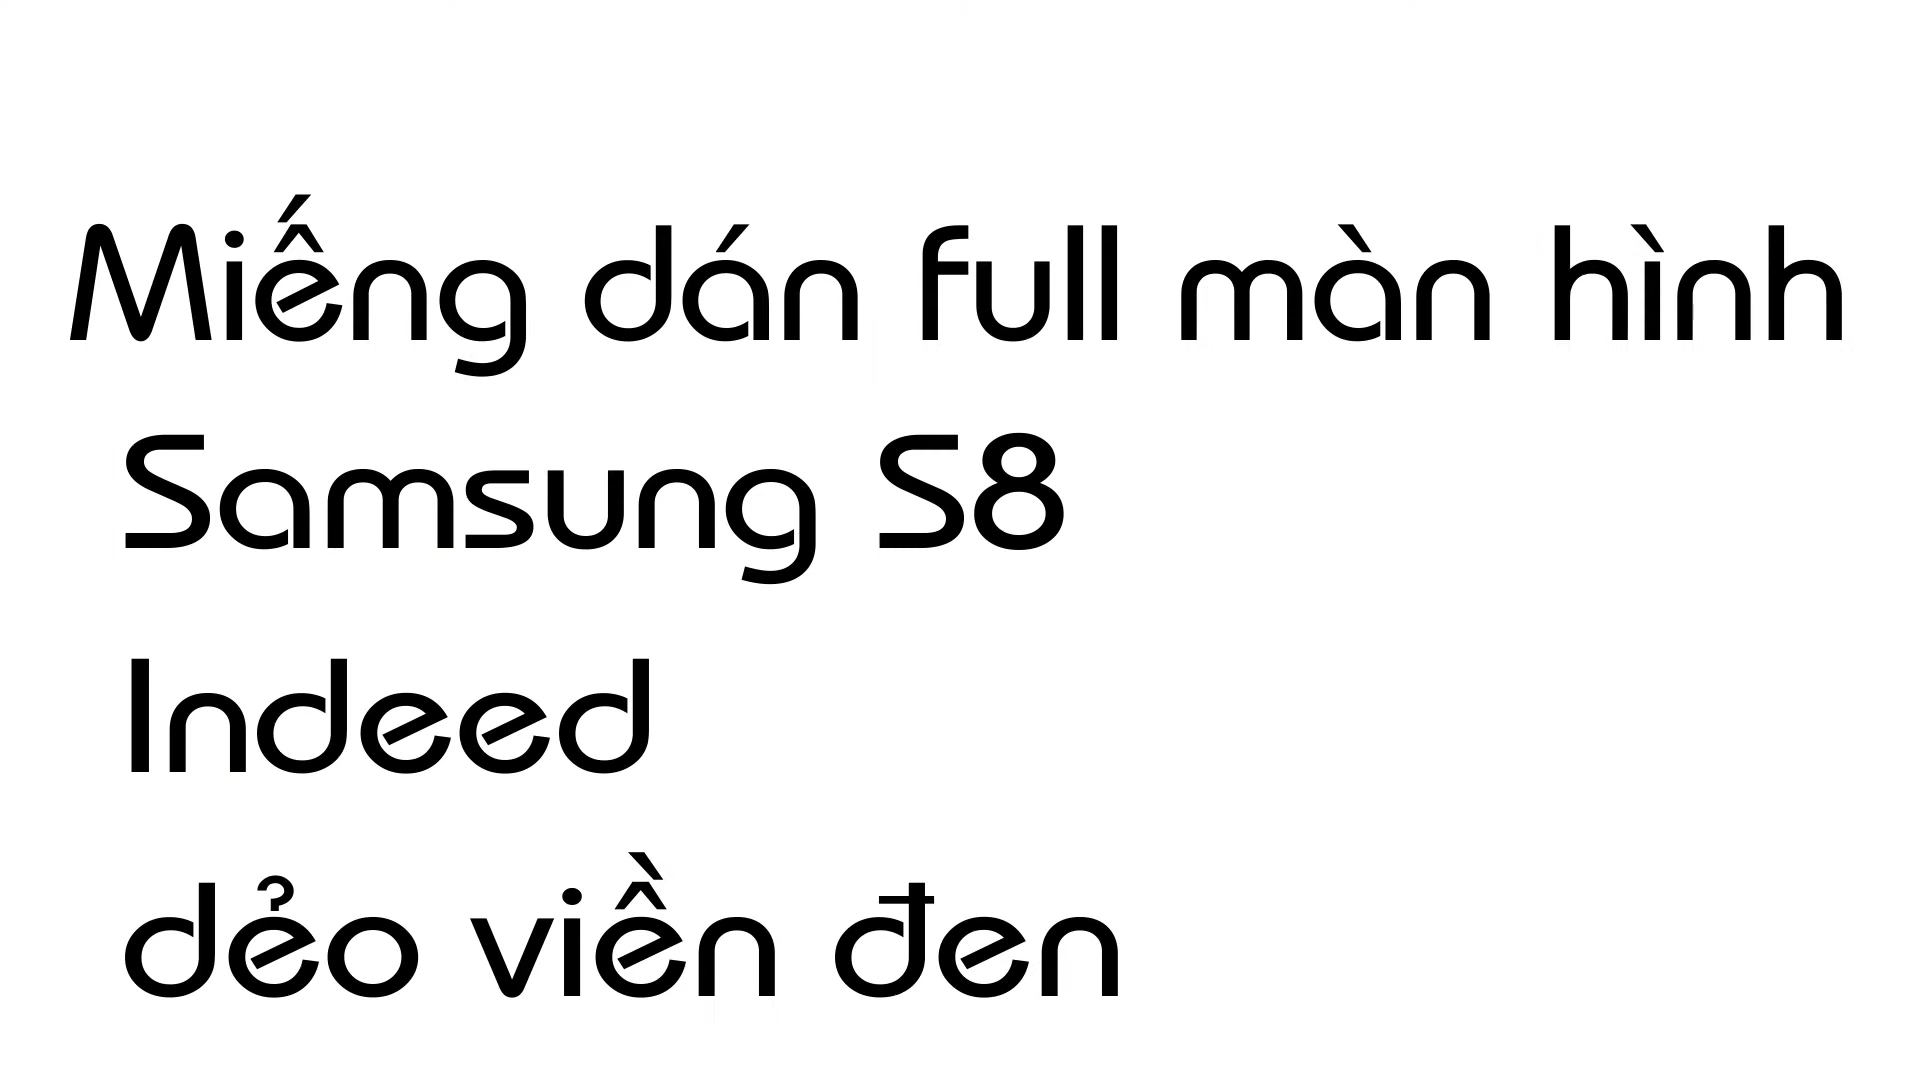 Miếng dán full màn hình
Samsung S8
Indeed
dẻo viền đen